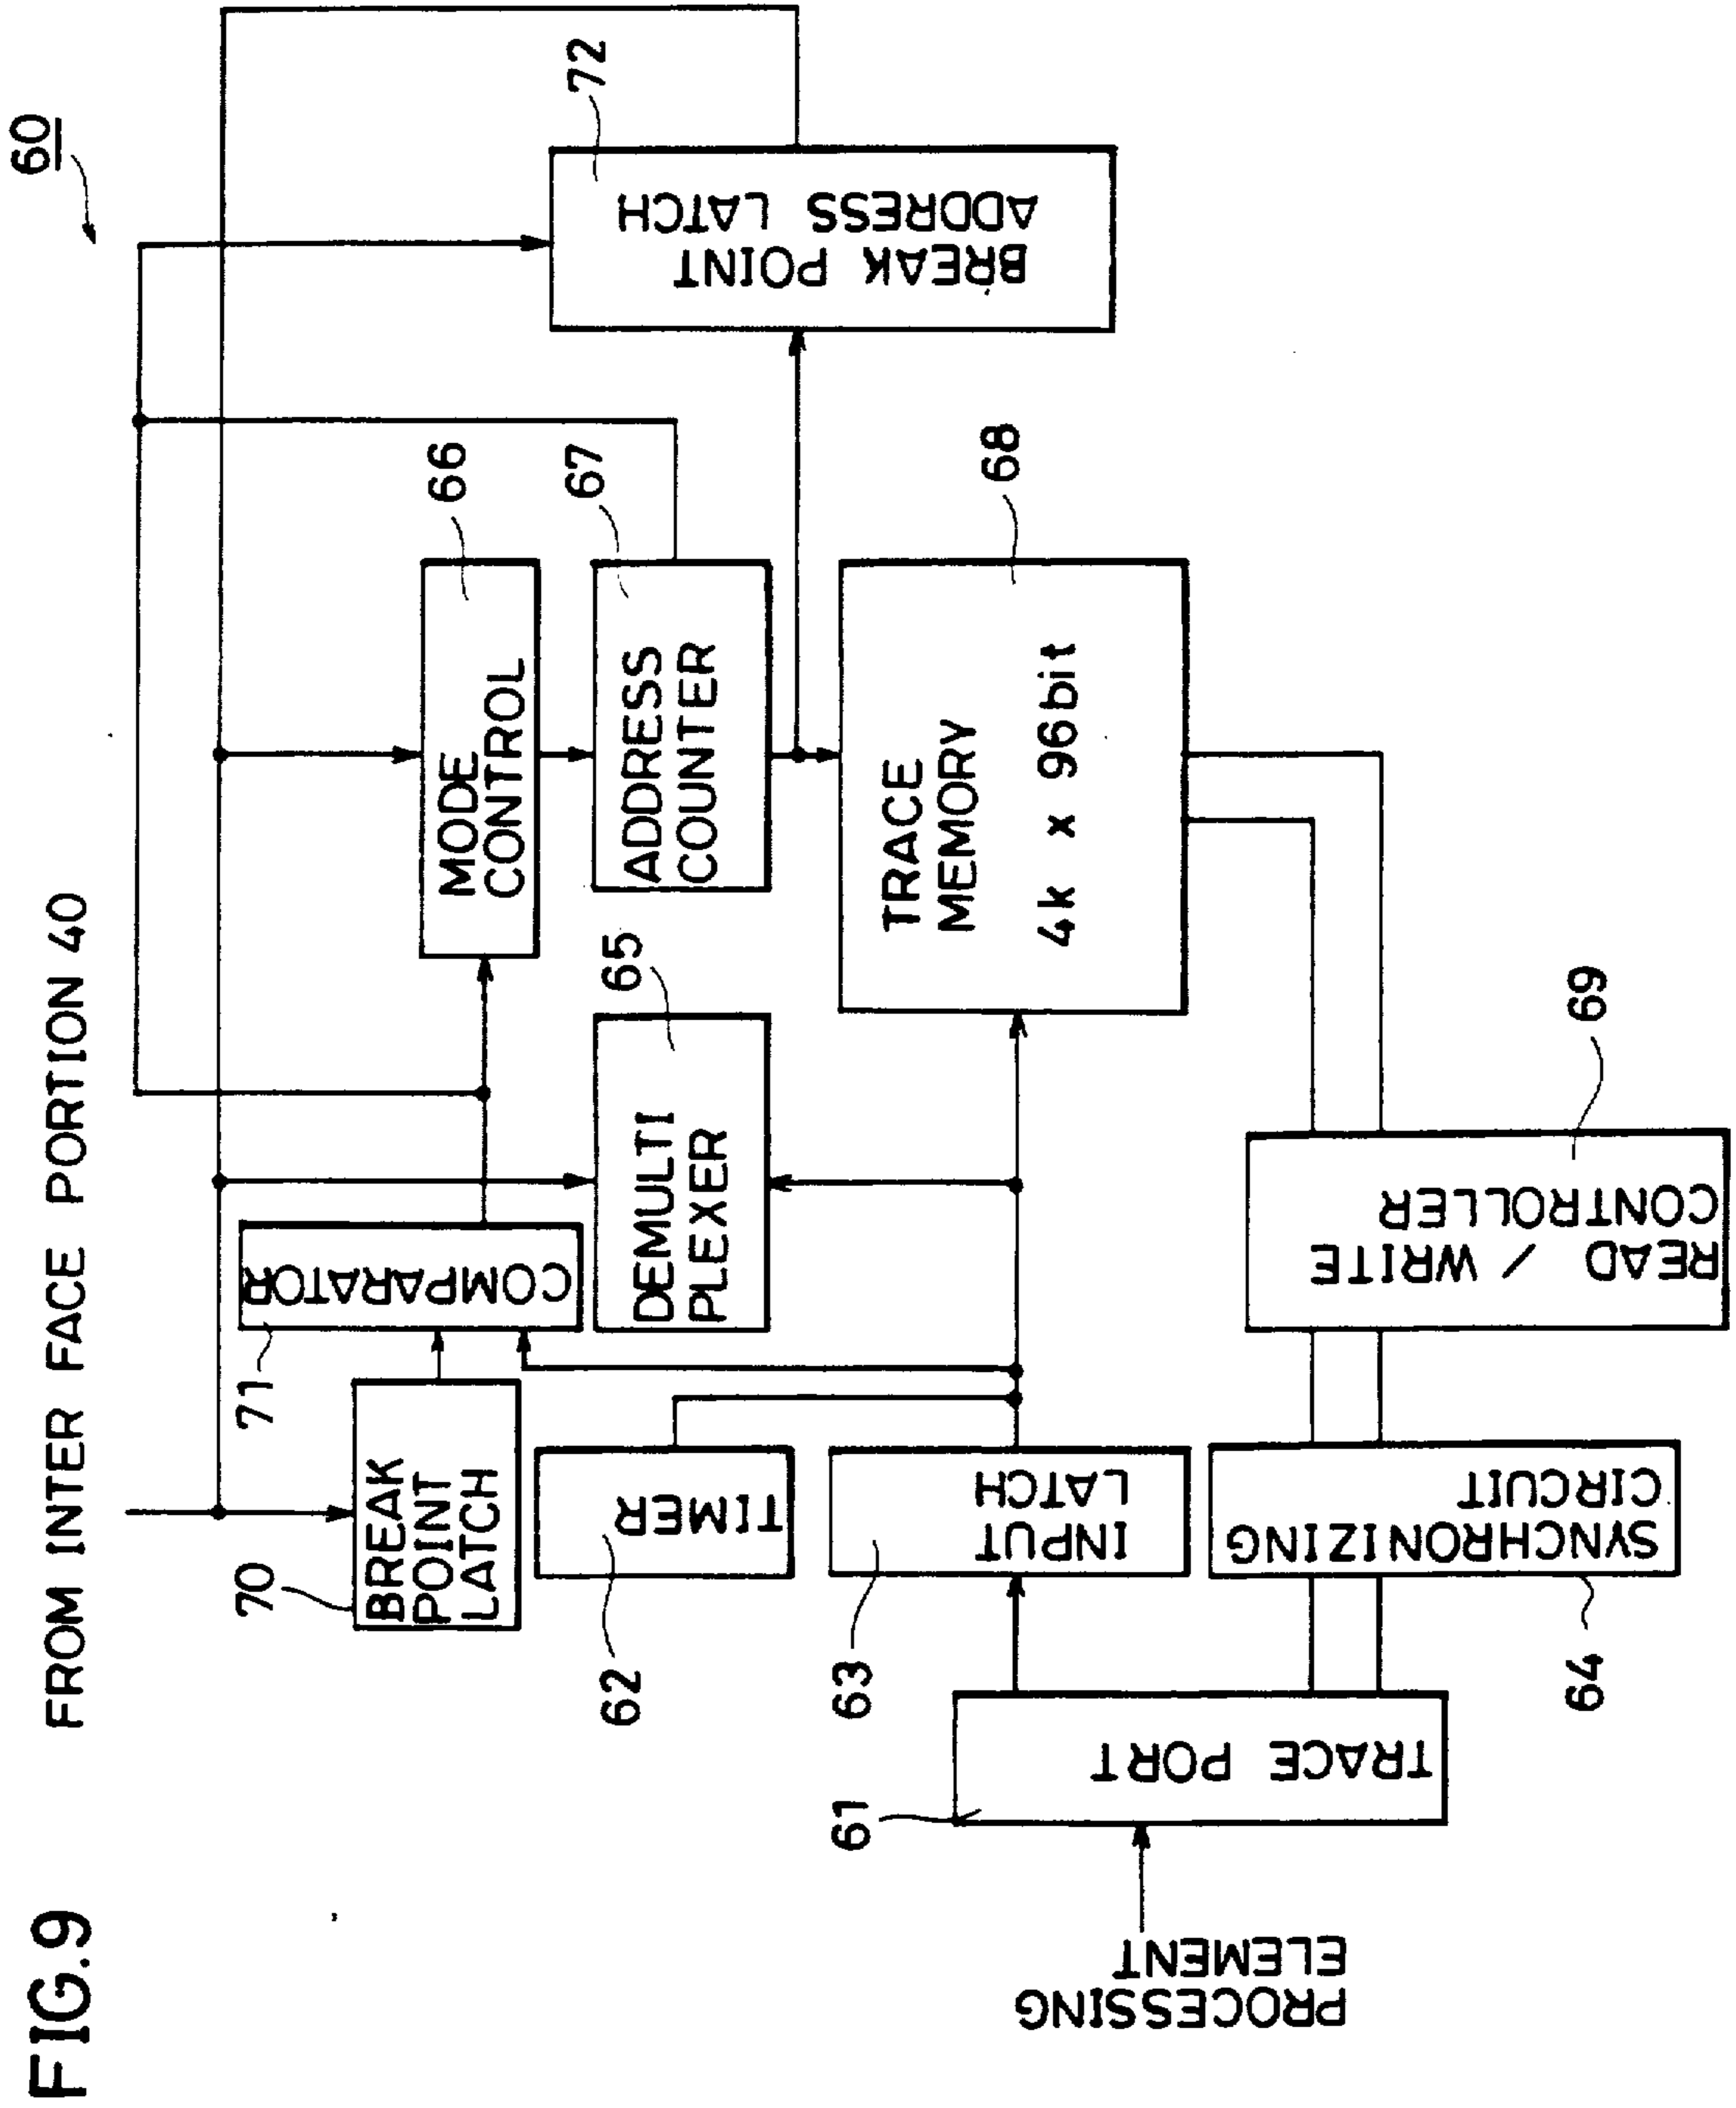 FIG.9
FROM INTER FACE PORTION 40
60
70
BREAK
POINT
LATCH
71
COMPARATOR
62
TIMER
65
DEMULTI
PLEXER
66
MODE
CONTROL
67
ADDRESS
COUNTER
72
BREAK POINT
ADDRESS LATCH
63
INPUT
LATCH
68
TRACE
MEMORY
4k x 96bit
61
TRACE PORT
PROCESSING
ELEMENT
64
SYNCHRONIZING
CIRCUIT
69
READ / WRITE
CONTROLLER